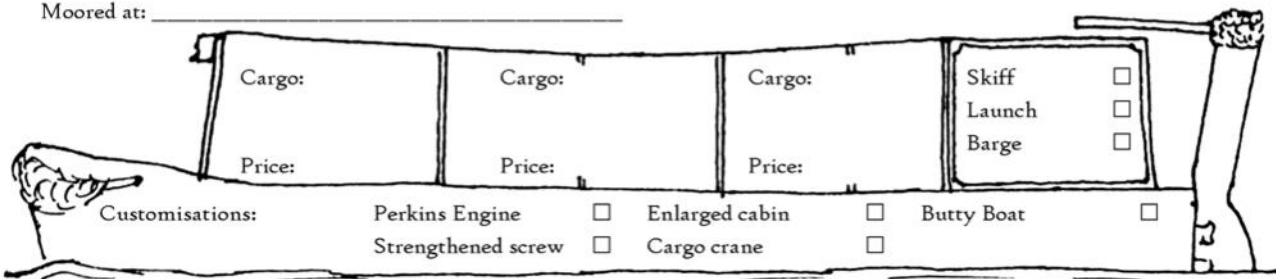 Moored at:
Cargo: Cargo: Cargo: Skiff
Launch
Barge
Price: Price: Price:
Customisations: Perkins Engine Enlarged cabin Butty Boat
Strengthened screw Cargo crane